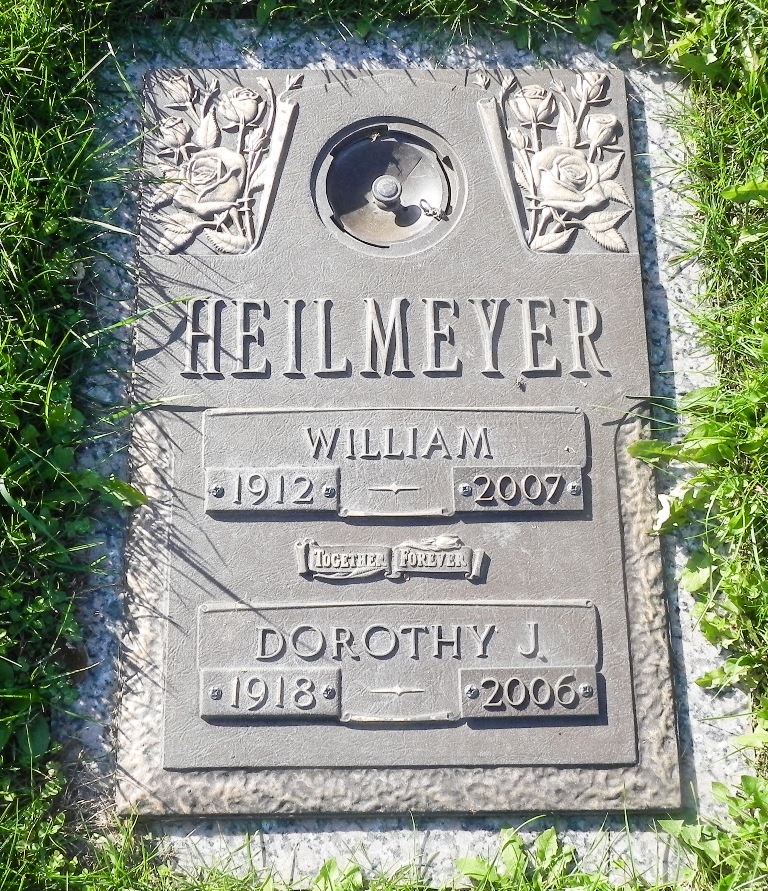 HEILMEYER
WILLIAM
1912 2007
TOGETHER FOREVER
DOROTHY J.
1918 2006